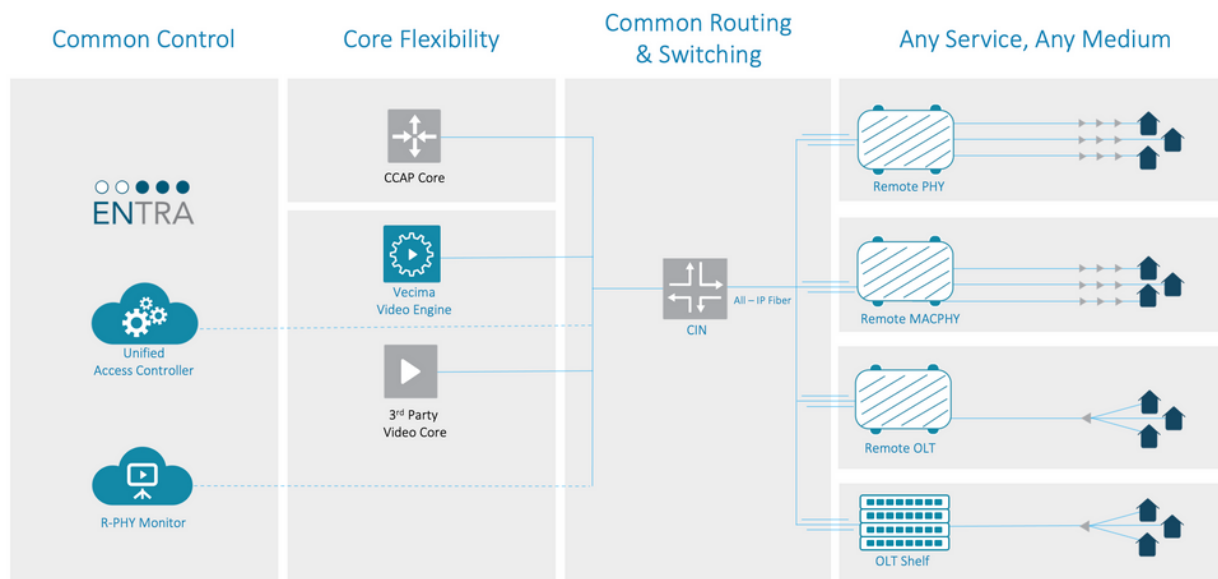 Common Control
Core Flexibility
Common Routing
& Switching
Any Service, Any Medium
ENTRA
Unified
Access Controller
R-PHY Monitor
CCAP Core
Vecima
Video Engine
3rd Party
Video Core
CIN
All – IP Fiber
Remote PHY
Remote MACPHY
Remote OLT
OLT Shelf